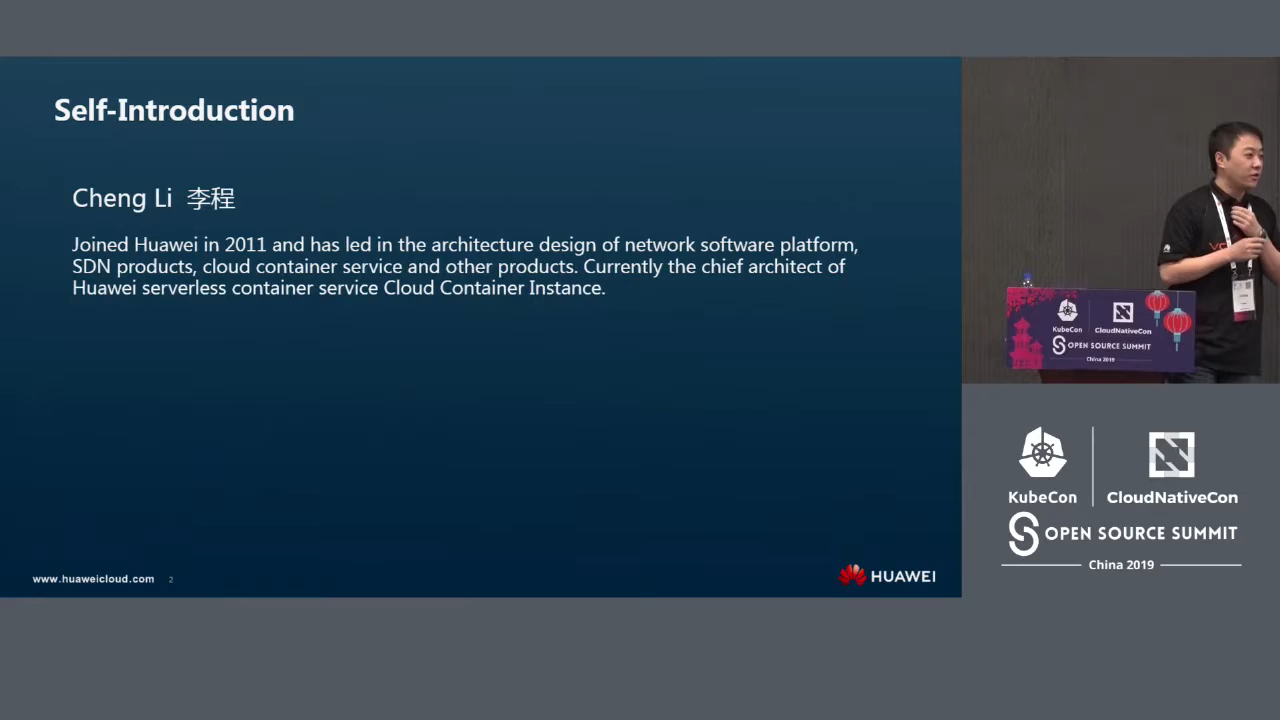 Self-Introduction
Cheng Li 李程
Joined Huawei in 2011 and has led in the architecture design of network software platform,
SDN products, cloud container service and other products. Currently the chief architect of
Huawei serverless container service Cloud Container Instance.
www.huaweicloud.com 2
HUAWEI
KubeCon CloudNativeCon
OPEN SOURCE SUMMIT
China 2019
KubeCon CloudNativeCon
OPEN SOURCE SUMMIT
China 2019